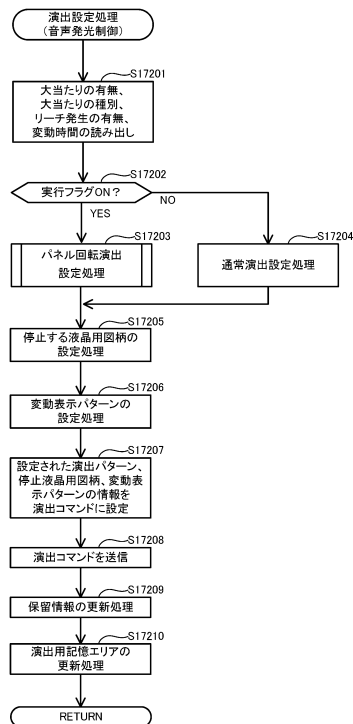 演出設定処理
(音声発光制御)
S17201
大当たりの有無、
大当たりの種別、
リーチ発生の有無、
変動時間の読み出し
S17202
実行フラグON？
NO
YES
S17203
パネル回転演出
設定処理
S17204
通常演出設定処理
S17205
停止する液晶用図柄の
設定処理
S17206
変動表示パターンの
設定処理
S17207
設定された演出パターン、
停止液晶用図柄、変動表
示パターンの情報を
演出コマンドに設定
S17208
演出コマンドを送信
S17209
保留情報の更新処理
S17210
演出用記憶エリアの
更新処理
RETURN